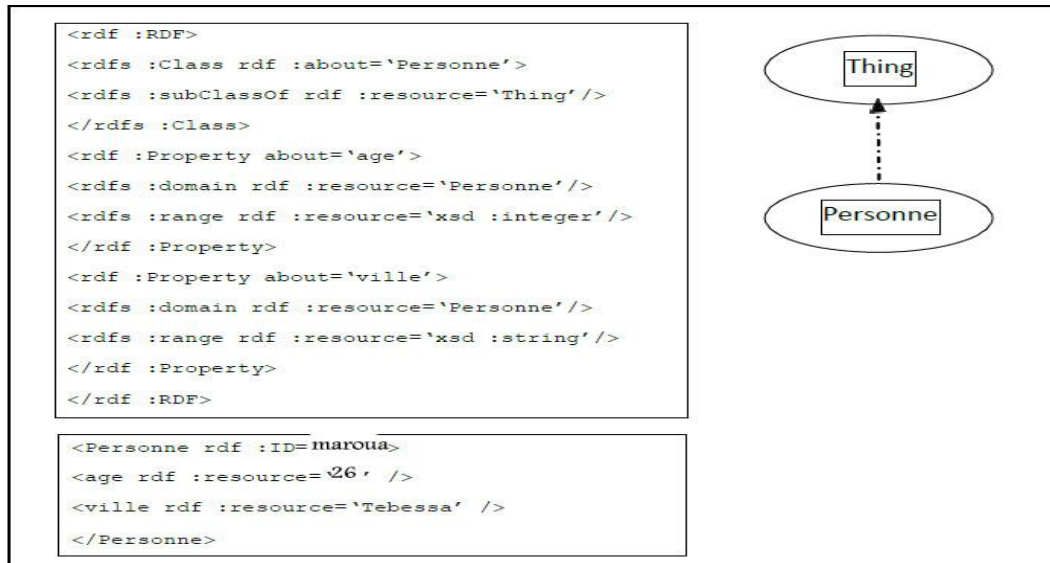 <rdf :RDF>
<rdfs :Class rdf :about=‘Personne’>
<rdfs :subClassOf rdf :resource=‘Thing’/>
</rdfs :Class>
<rdf :Property about=‘age’>
<rdfs :domain rdf :resource=‘Personne’/>
<rdfs :range rdf :resource=‘xsd :integer’/>
</rdf :Property>
<rdf :Property about=‘ville’>
<rdfs :domain rdf :resource=‘Personne’/>
<rdfs :range rdf :resource=‘xsd :string’/>
</rdf :Property>
</rdf :RDF>
Thing
Personne
<Personne rdf :ID=maroua>
<age rdf :resource=‘26’ />
<ville rdf :resource=‘Tebessa’ />
</Personne>